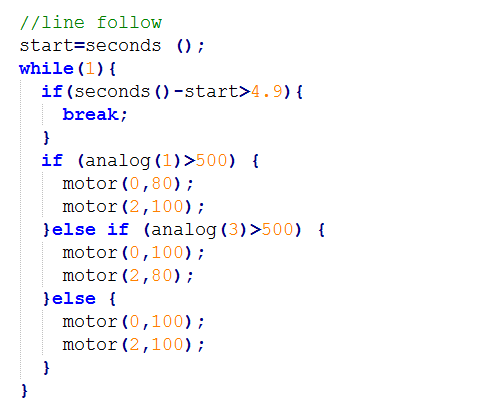 //line follow
start=seconds ();
while(1){
if(seconds()-start>4.9){
break;
}
if (analog(1)>500) {
motor(0,80);
motor(2,100);
}else if (analog(3)>500) {
motor(0,100);
motor(2,80);
}else {
motor(0,100);
motor(2,100);
}
}